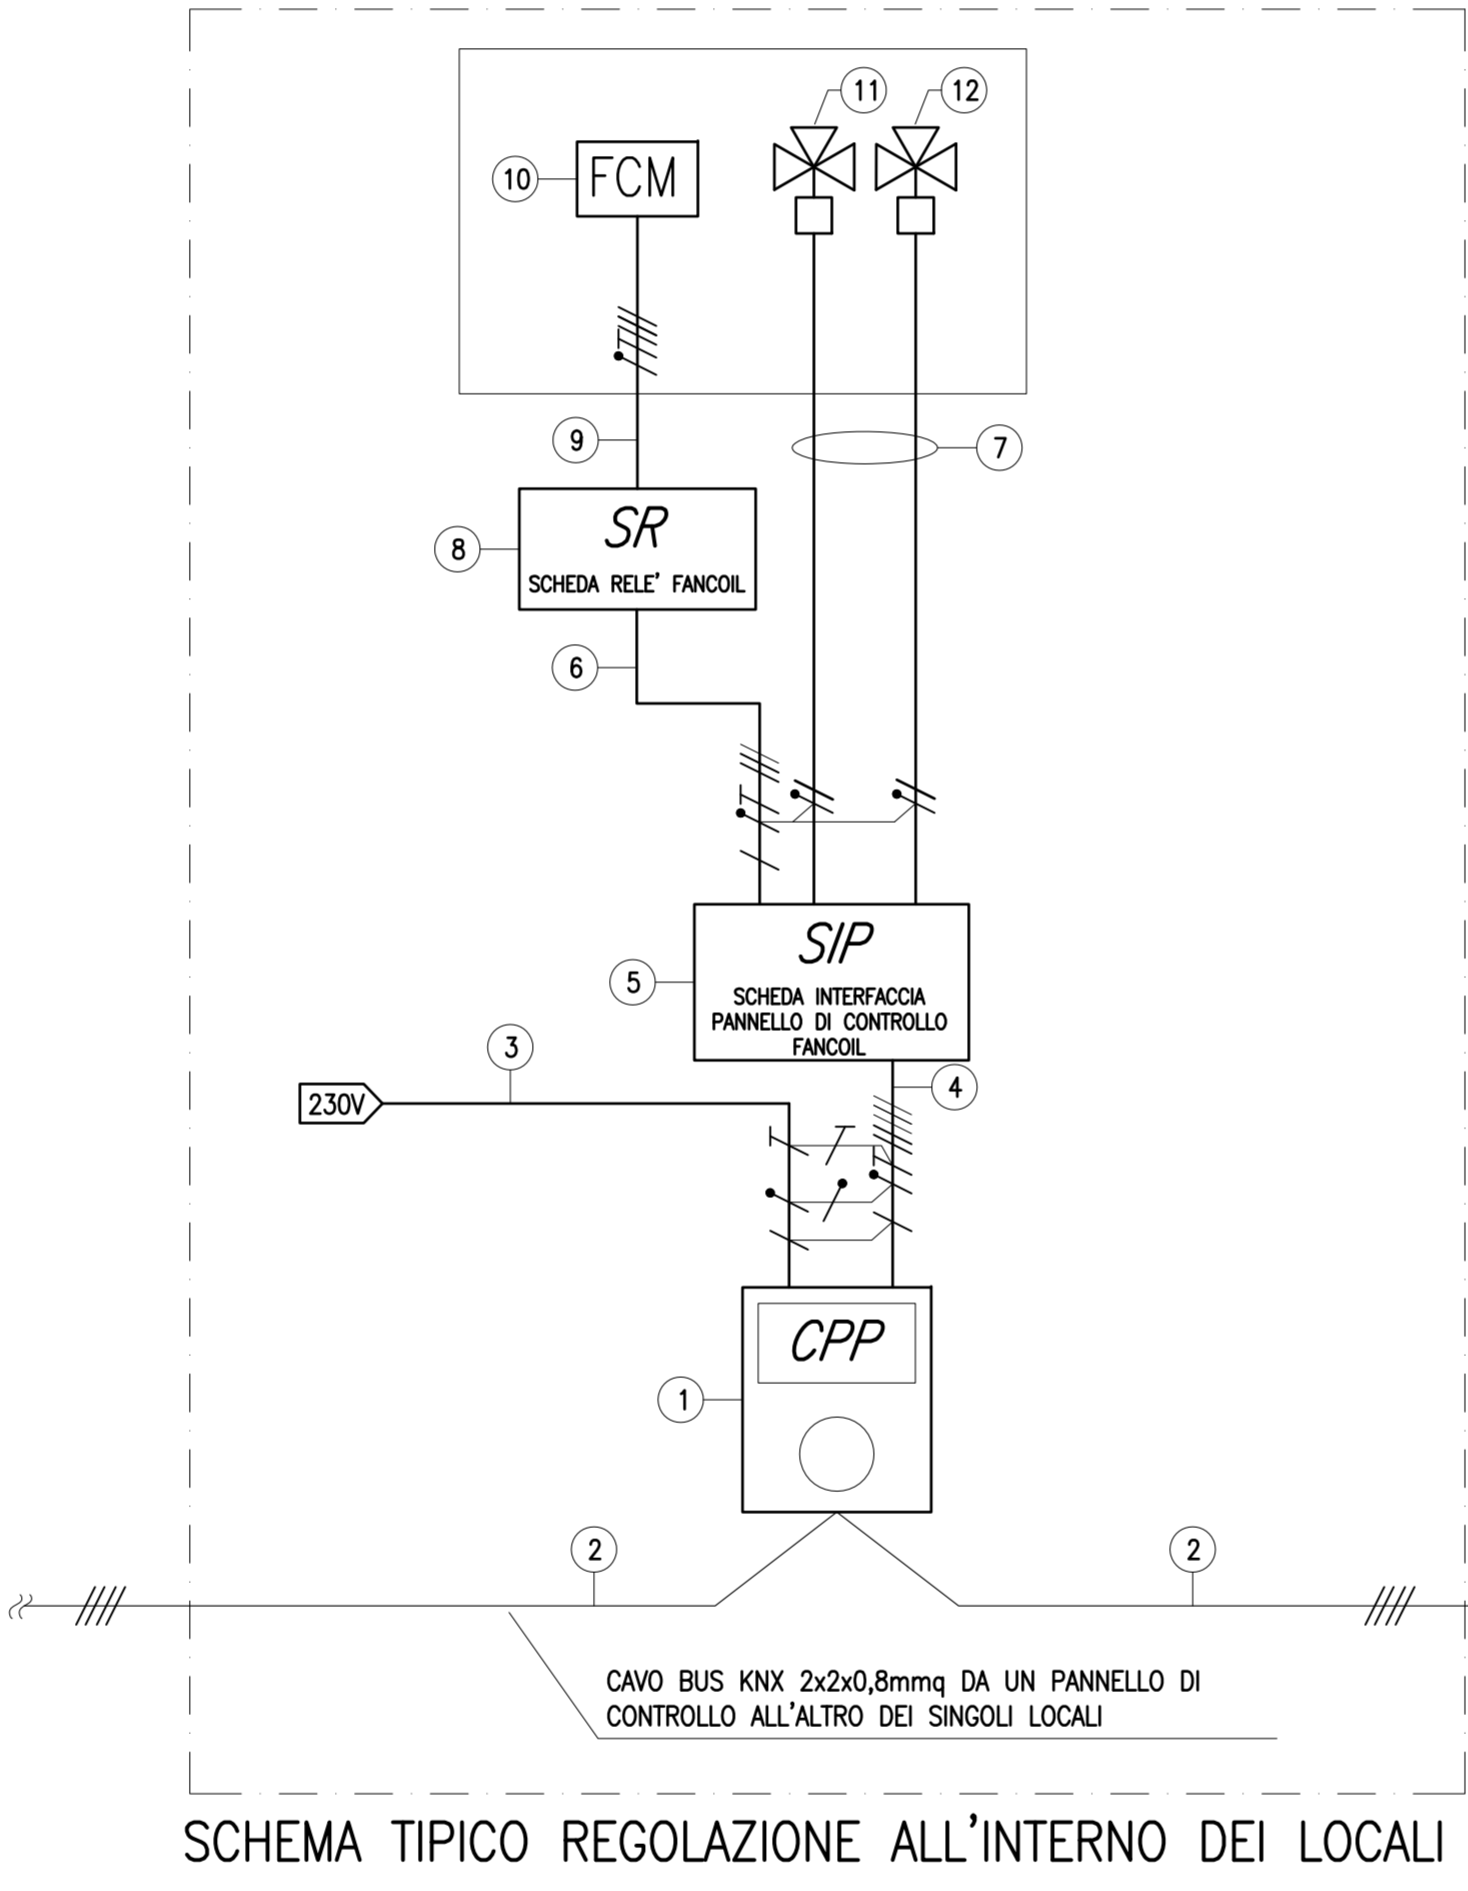 11
12
10
FCM
9
7
SR
8
SCHEDA RELE' FANCOIL
6
SIP
5
SCHEDA INTERFACCIA
PANNELLO DI CONTROLLO
FANCOIL
3
4
230V
CPP
1
2
2
CAVO BUS KNX 2x2x0,8mmq DA UN PANNELLO DI
CONTROLLO ALL'ALTRO DEI SINGOLI LOCALI
SCHEMA TIPICO REGOLAZIONE ALL'INTERNO DEI LOCALI